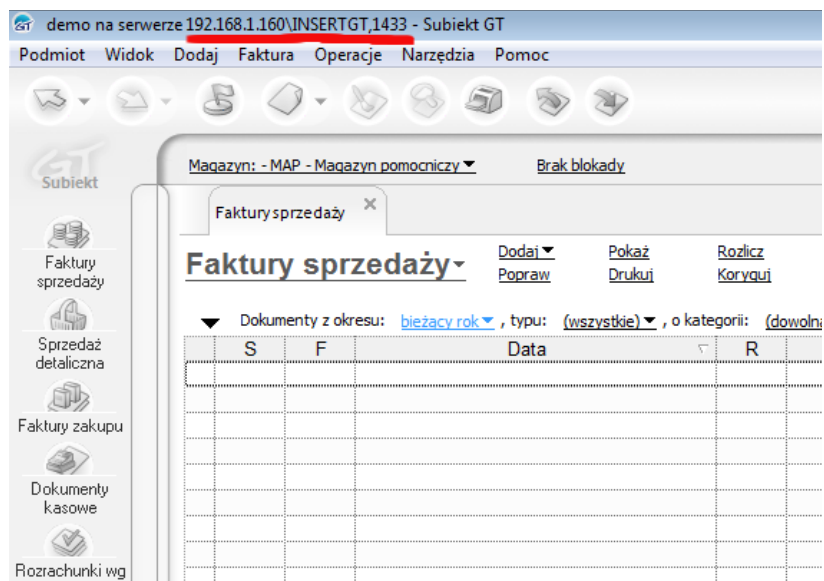 demo na serwerze 192.168.1.160\INSERTGT,1433 - Subiekt GT
Podmiot Widok Dodaj Faktura Operacje Narzędzia Pomoc
GT
Subiekt
Magazyn: - MAP - Magazyn pomocniczy Brak blokady
Faktury sprzedaży
Faktury sprzedaży
Dodaj Pokaż Rozlicz
Popraw Drukuj Koryguj
Dokumenty z okresu: bieżący rok , typu: (wszystkie) , o kategorii: (dowolna
S F Data R
Faktury
sprzedaży
Sprzedaż
detaliczna
Faktury zakupu
Dokumenty
kasowe
Rozrachunki wg